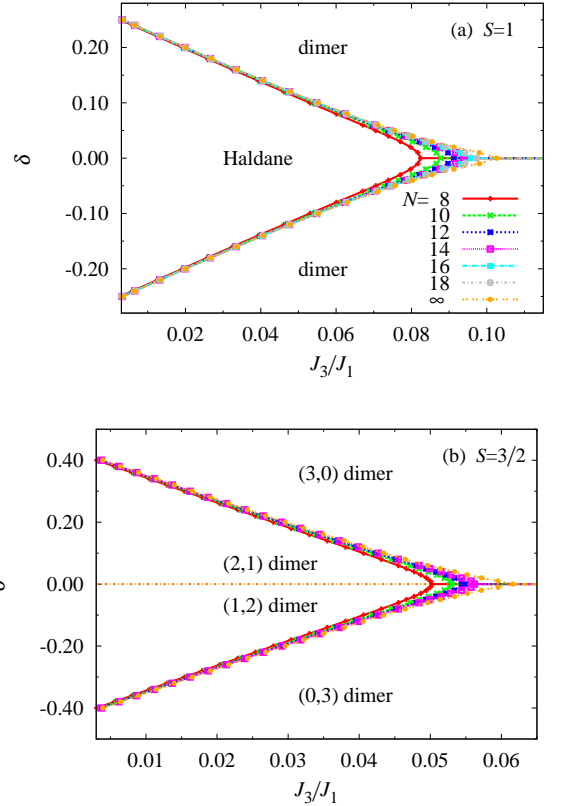 (a) S=1
dimer
0.20
0.10
δ
0.00
Haldane
-0.10
-0.20
dimer
N= 8
10
12
14
16
18
∞
0.02 0.04 0.06 0.08 0.10
J3/J1
(b) S=3/2
0.40
(3,0) dimer
0.20
(2,1) dimer
0.00
(1,2) dimer
-0.20
(0,3) dimer
-0.40
0.01 0.02 0.03 0.04 0.05 0.06
J3/J1